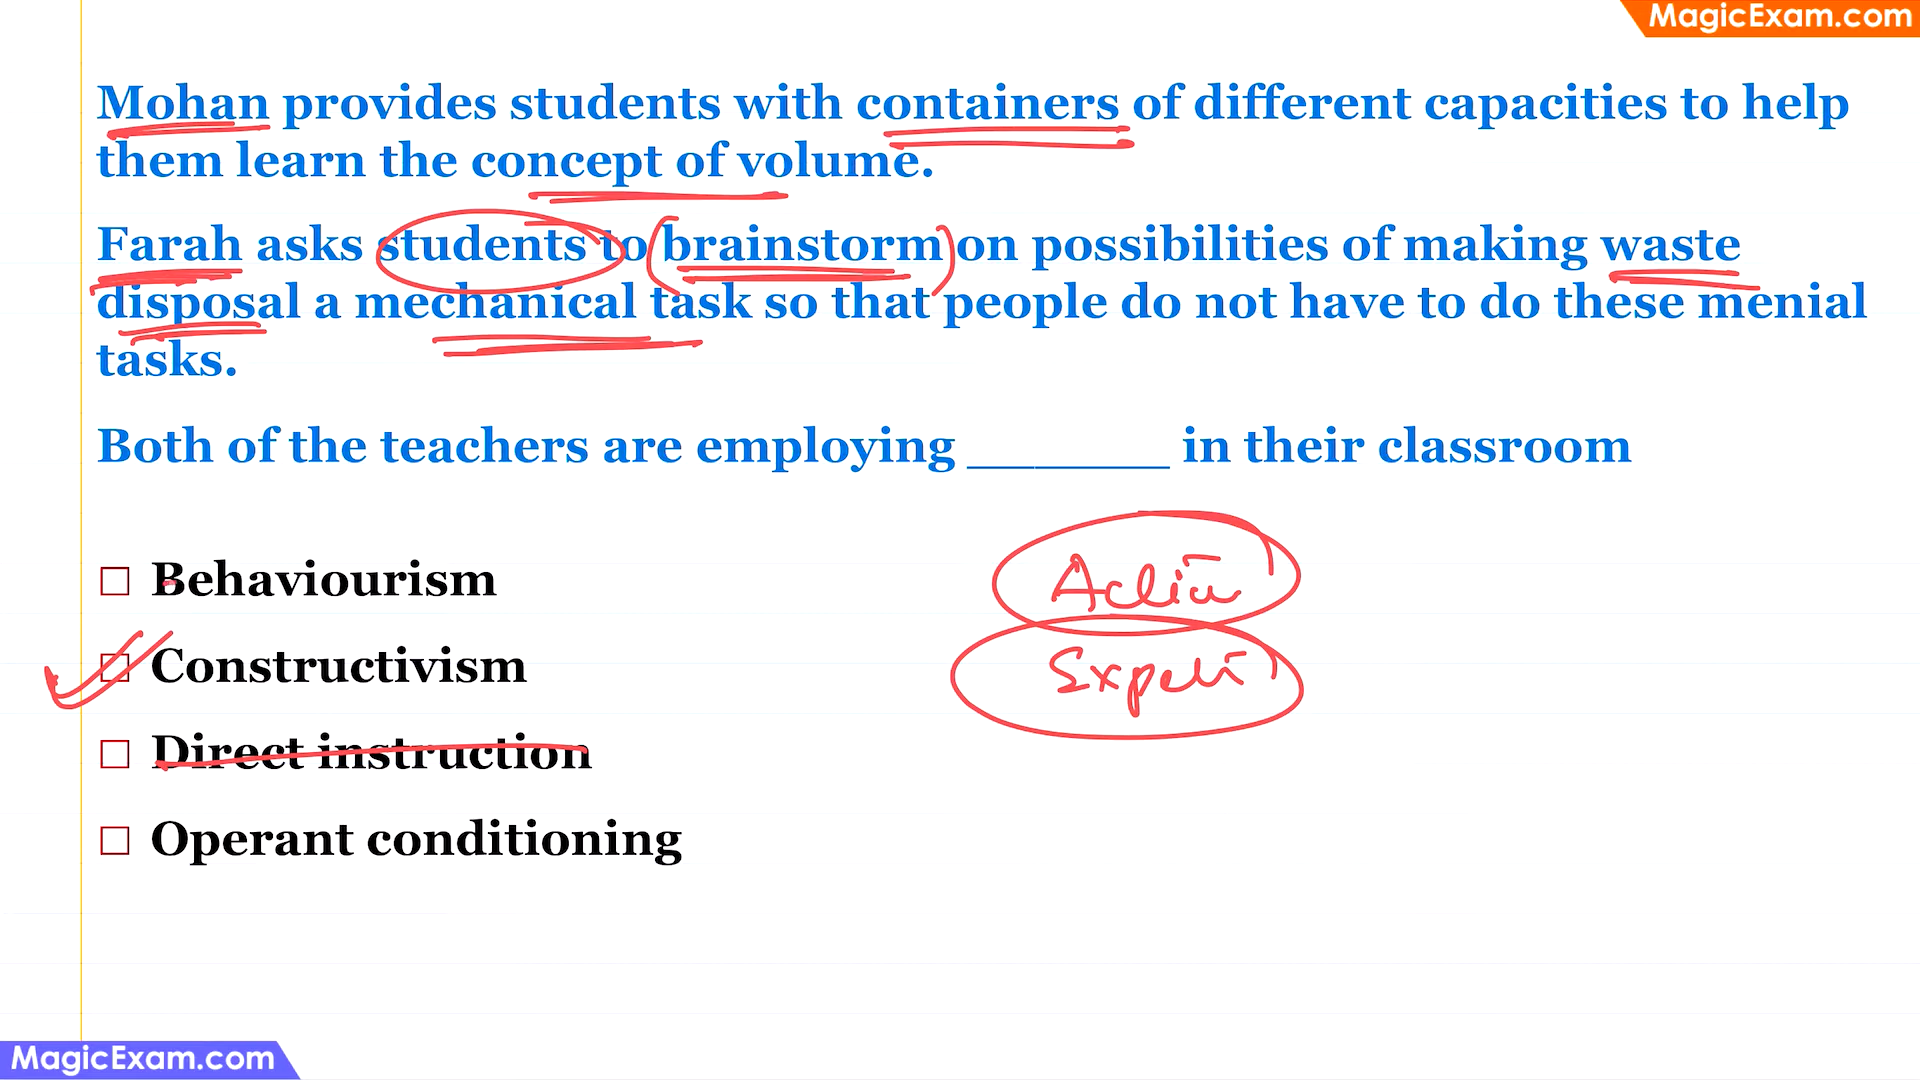 MagicExam.com
Mohan provides students with containers of different capacities to help
them learn the concept of volume.
Farah asks students to brainstorm on possibilities of making waste
disposal a mechanical task so that people do not have to do these menial
tasks.
Both of the teachers are employing ______ in their classroom
Behaviourism
Constructivism
Direct instruction
Operant conditioning
MagicExam.com